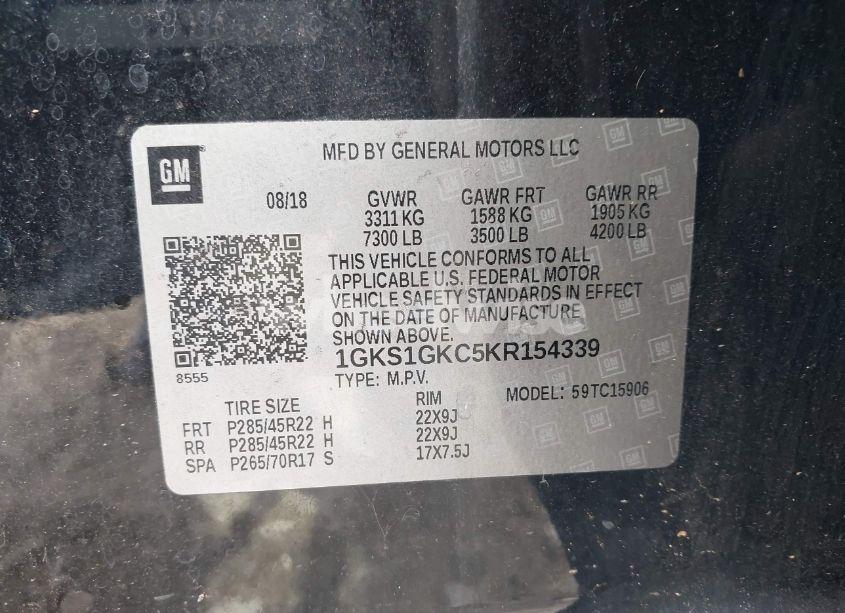 GM
MFD BY GENERAL MOTORS LLC
08/18 GVWR GAWR FRT GAWR RR
3311 KG 1588 KG 1905 KG
7300 LB 3500 LB 4200 LB
THIS VEHICLE CONFORMS TO ALL
APPLICABLE U.S. FEDERAL MOTOR
VEHICLE SAFETY STANDARDS IN EFFECT
ON THE DATE OF MANUFACTURE
SHOWN ABOVE.
1GKS1GKC5KR154339
8555
TYPE: M.P.V.
MODEL: 59TC15906
TIRE SIZE RIM
FRT P285/45R22 H 22X9J
RR P285/45R22 H 22X9J
SPA P265/70R17 S 17X7.5J